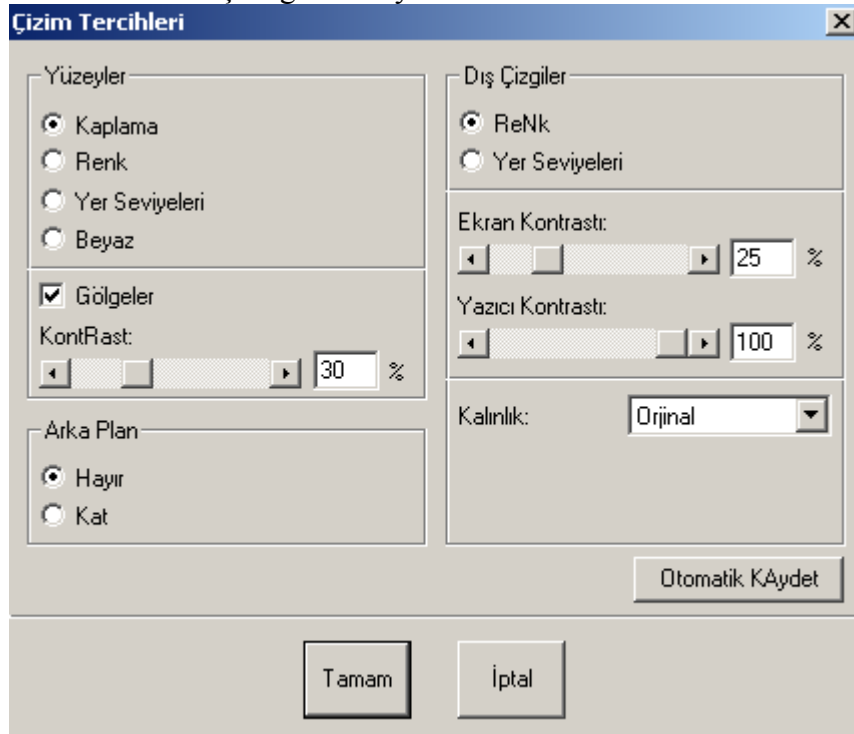 Çizim Tercihleri
Yüzeyler
Kaplama
Renk
Yer Seviyeleri
Beyaz
Gölgeler
KontRast:
30 %
Arka Plan
Hayır
Kat
Dış Çizgiler
ReNk
Yer Seviyeleri
Ekran Kontrastı:
25 %
Yazıcı Kontrastı:
100 %
Kalınlık: Orjinal
Otomatik KAydet
Tamam İptal